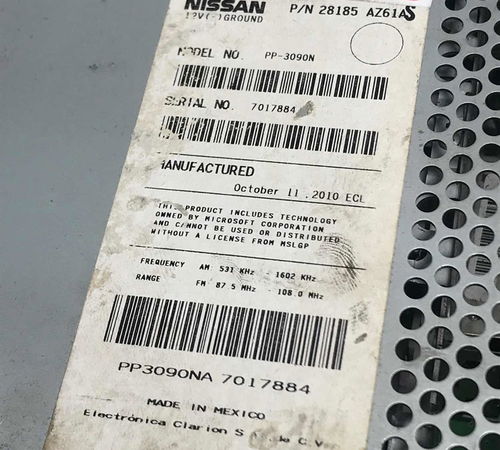 NISSAN P/N 28185 AZ61AS
12V(-)GROUND
MODEL NO. PP-3090N
SERIAL NO. 7017884
MANUFACTURED
October 11 .2010 ECL
THIS PRODUCT INCLUDES TECHNOLOGY
OWNED BY MICROSOFT CORPORATION
AND CANNOT BE USED OR DISTRIBUTED
WITHOUT A LICENSE FROM MSLGP
FREQUENCY AM 531 KHz - 1602 KHz
RANGE FM 87.5 MHz - 108.0 MHz
PP3090NA 7017884
MADE IN MEXICO
Electrónica Clarion S de C.V.